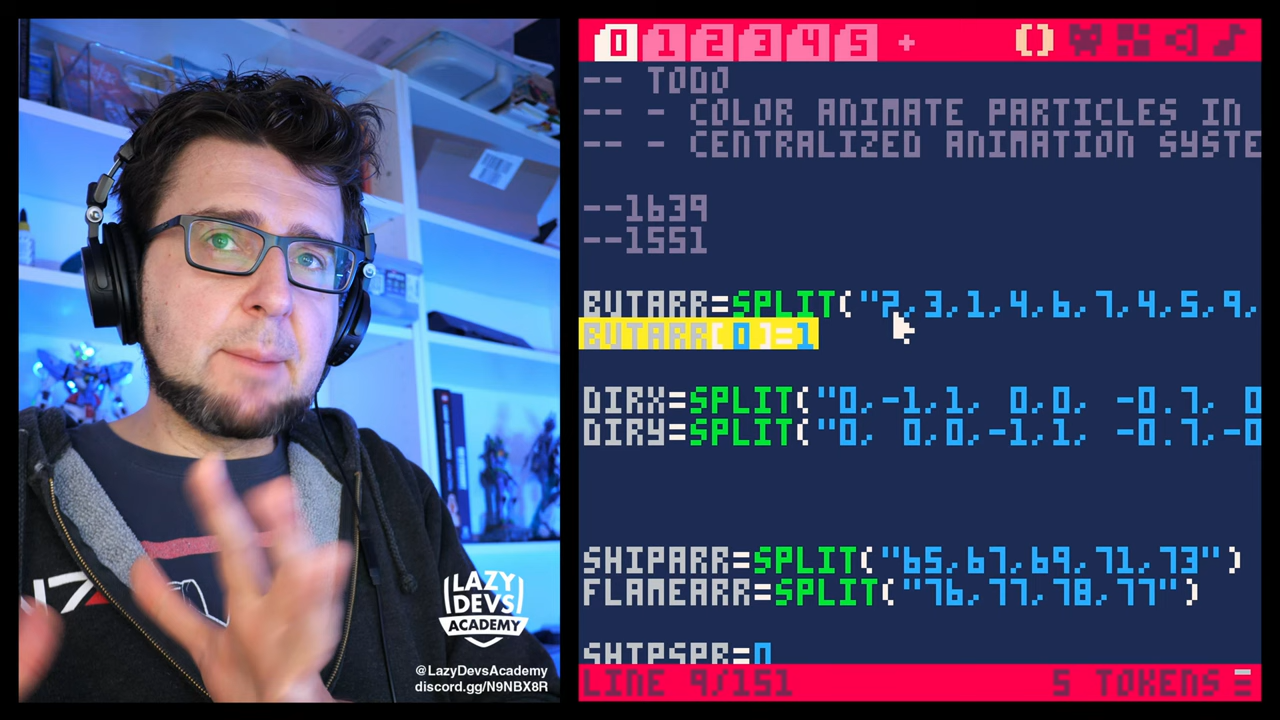 LAZY
DEVS
ACADEMY
@LazyDevsAcademy
discord.gg/N9NBX8R
0 1 2 3 4 5 +
-- TODO
-- - COLOR ANIMATE PARTICLES IN
-- - CENTRALIZED ANIMATION SYSTE
--1639
--1551
BUTARR=SPLIT("2,3,1,4,6,7,4,5,9,
BUTARR[0]=1
DIRX=SPLIT("0,-1,1, 0,0, -0.7, 0
DIRY=SPLIT("0, 0,0,-1,1, -0.7,-0
SHIPARR=SPLIT("65,67,69,71,73")
FLAMEARR=SPLIT("76,77,78,77")
SHIPSPR=0
LINE 9/151
5 TOKENS